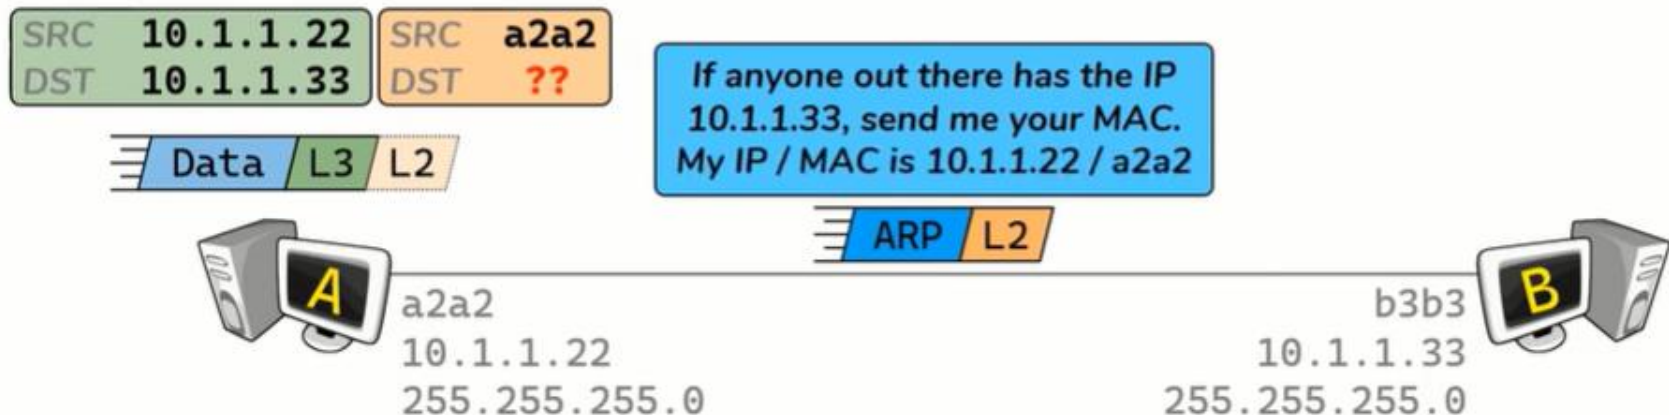 SRC 10.1.1.22
DST 10.1.1.33
SRC a2a2
DST ??
If anyone out there has the IP
10.1.1.33, send me your MAC.
My IP / MAC is 10.1.1.22 / a2a2
Data L3 L2
ARP L2
A
a2a2
10.1.1.22
255.255.255.0
B
b3b3
10.1.1.33
255.255.255.0